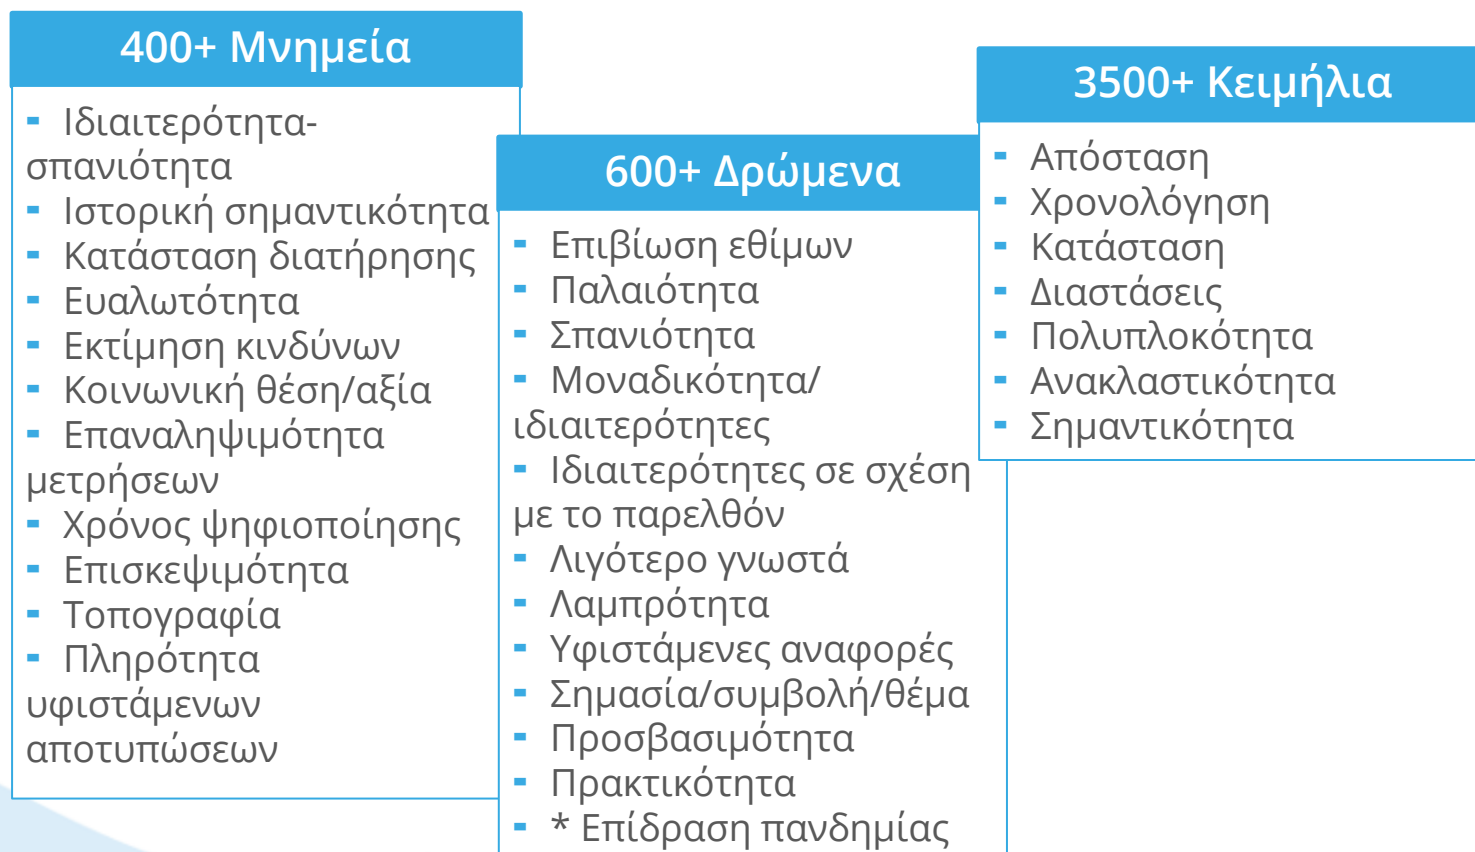 400+ Μνημεία
- Ιδιαιτερότητα-
σπανιότητα
- Ιστορική σημαντικότητα
- Κατάσταση διατήρησης
- Ευαλωτότητα
- Εκτίμηση κινδύνων
- Κοινωνική θέση/αξία
- Επαναληψιμότητα
μετρήσεων
- Χρόνος ψηφιοποίησης
- Επισκεψιμότητα
- Τοπογραφία
- Πληρότητα
υφιστάμενων
αποτυπώσεων
600+ Δρώμενα
- Επιβίωση εθίμων
- Παλαιότητα
- Σπανιότητα
- Μοναδικότητα/
ιδιαιτερότητες
- Ιδιαιτερότητες σε σχέση
με το παρελθόν
- Λιγότερο γνωστά
- Λαμπρότητα
- Υφιστάμενες αναφορές
- Σημασία/συμβολή/θέμα
- Προσβασιμότητα
- Πρακτικότητα
- * Επίδραση πανδημίας
3500+ Κειμήλια
- Απόσταση
- Χρονολόγηση
- Κατάσταση
- Διαστάσεις
- Πολυπλοκότητα
- Ανακλαστικότητα
- Σημαντικότητα